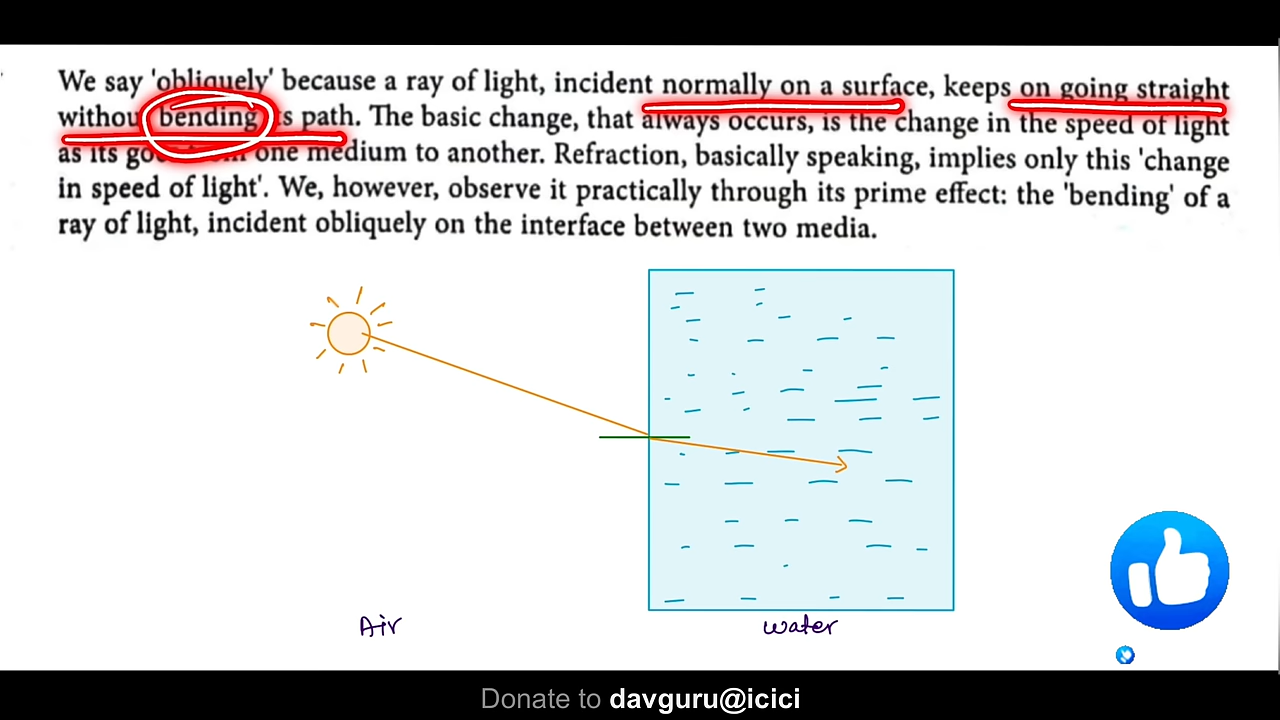 We say 'obliquely' because a ray of light, incident normally on a surface, keeps on going straight
without bending its path. The basic change, that always occurs, is the change in the speed of light
as its goes from one medium to another. Refraction, basically speaking, implies only this 'change
in speed of light'. We, however, observe it practically through its prime effect: the 'bending' of a
ray of light, incident obliquely on the interface between two media.
Air
water
Donate to davguru@icici